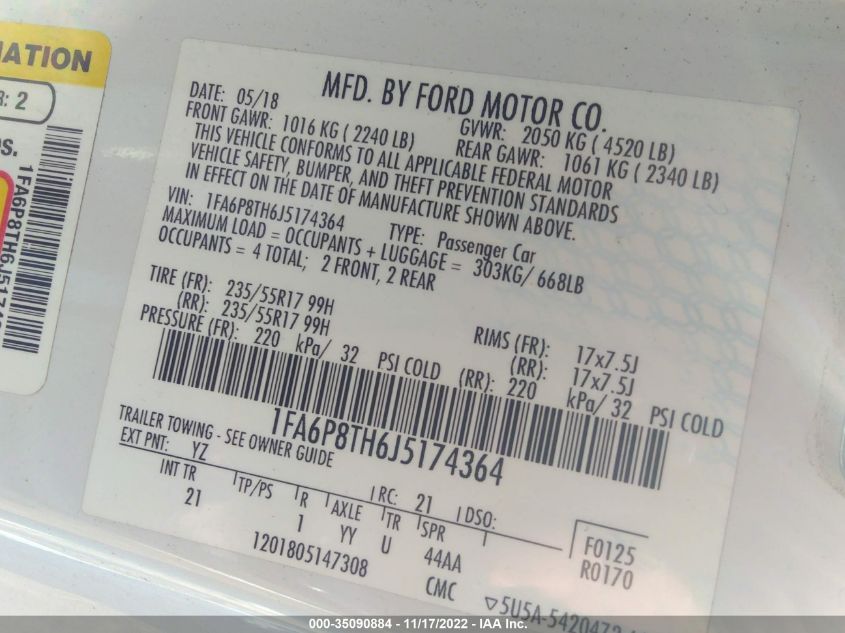 MATION
R: 2
OS.
1FA6P8TH6J5174
MFD. BY FORD MOTOR CO.
DATE: 05/18 GVWR: 2050 KG ( 4520 LB)
FRONT GAWR: 1016 KG ( 2240 LB) REAR GAWR: 1061 KG ( 2340 LB)
THIS VEHICLE CONFORMS TO ALL APPLICABLE FEDERAL MOTOR
VEHICLE SAFETY, BUMPER, AND THEFT PREVENTION STANDARDS
IN EFFECT ON THE DATE OF MANUFACTURE SHOWN ABOVE.
VIN: 1FA6P8TH6J5174364 TYPE: Passenger Car
MAXIMUM LOAD = OCCUPANTS + LUGGAGE = 303KG/ 668LB
OCCUPANTS = 4 TOTAL; 2 FRONT, 2 REAR
TIRE (FR): 235/55R17 99H RIMS (FR): 17x7.5J
(RR): 235/55R17 99H (RR): 17x7.5J
PRESSURE (FR): 220 kPa/ 32 PSI COLD (RR): 220 kPa/ 32 PSI COLD
1FA6P8TH6J5174364
TRAILER TOWING - SEE OWNER GUIDE
EXT PNT: YZ RC: 21 DSO:
INT TR TP/PS R AXLE TR SPR F0125
21 1 YY U 44AA R0170
1201805147308 CMC
▽5U5A-5420472
000-35090884 - 11/17/2022 - IAA Inc.